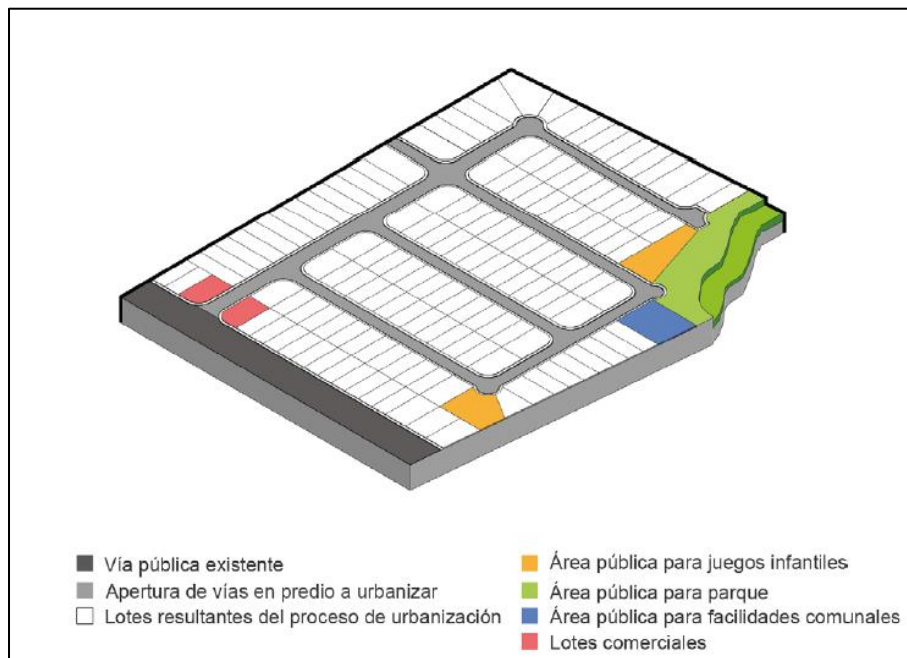 Vía pública existente
Apertura de vías en predio a urbanizar
Lotes resultantes del proceso de urbanización
Área pública para juegos infantiles
Área pública para parque
Área pública para facilidades comunales
Lotes comerciales